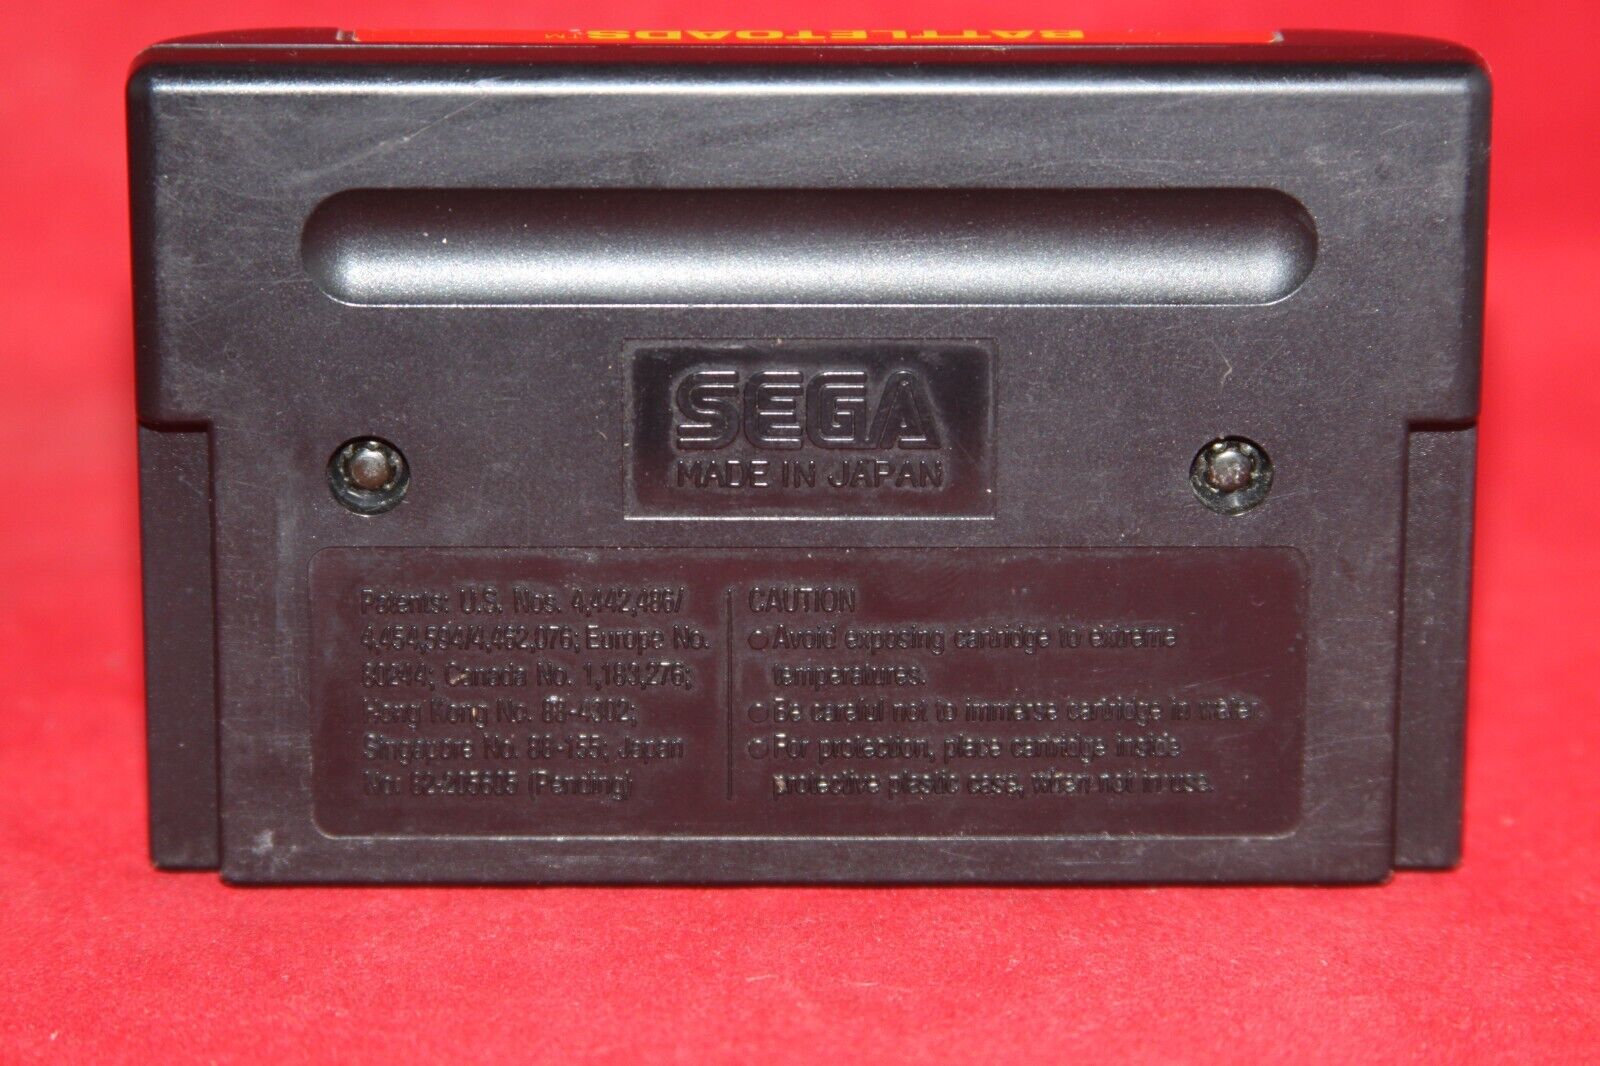 BATTLETOADS™
SEGA
MADE IN JAPAN
Patents: U.S. Nos. 4,442,486/
4,454,594/4,462,076; Europe No.
80244; Canada No. 1,183,276;
Hong Kong No. 88-4302;
Singapore No. 88-155; Japan
No. 82-205605 (Pending)
CAUTION
○ Avoid exposing cartridge to extreme
temperatures.
○ Be careful not to immerse cartridge in water.
○ For protection, place cartridge inside
protective plastic case, when not in use.